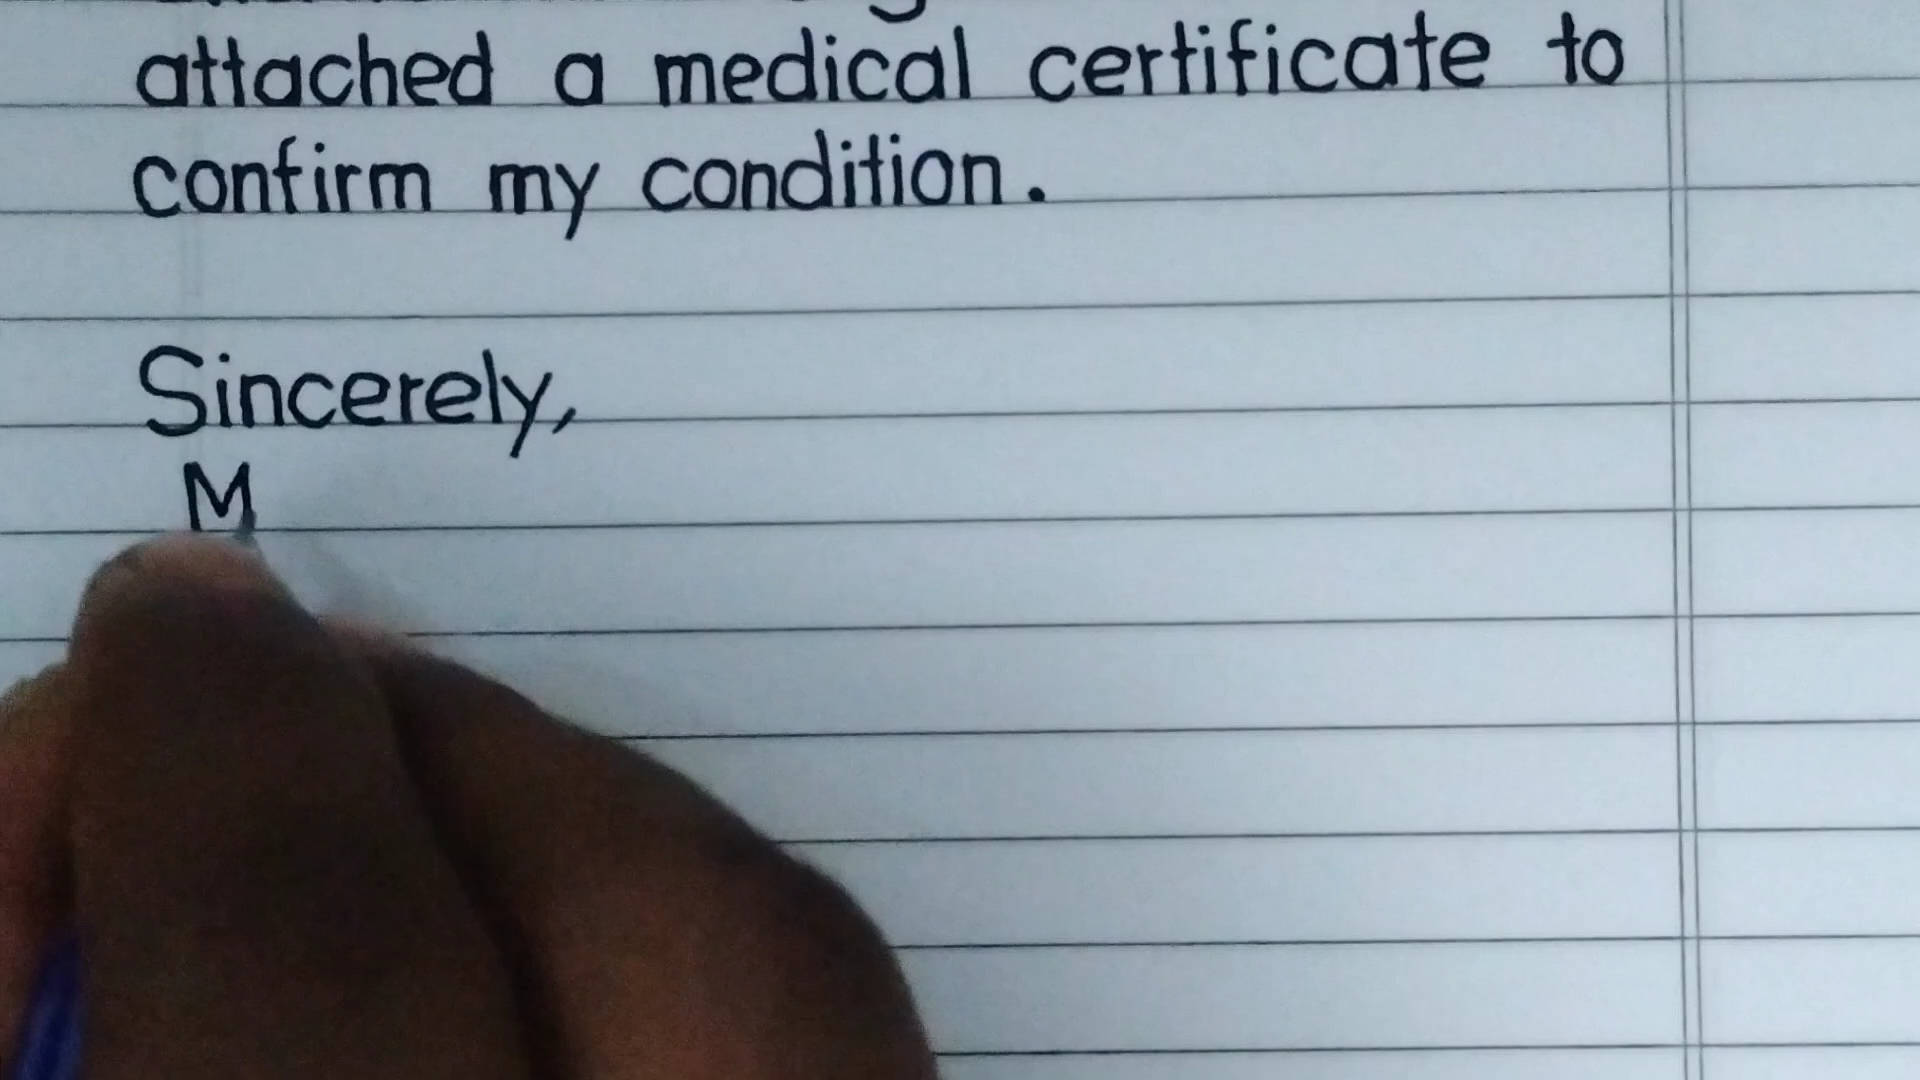 attached a medical certificate to
confirm my condition.
Sincerely,
M